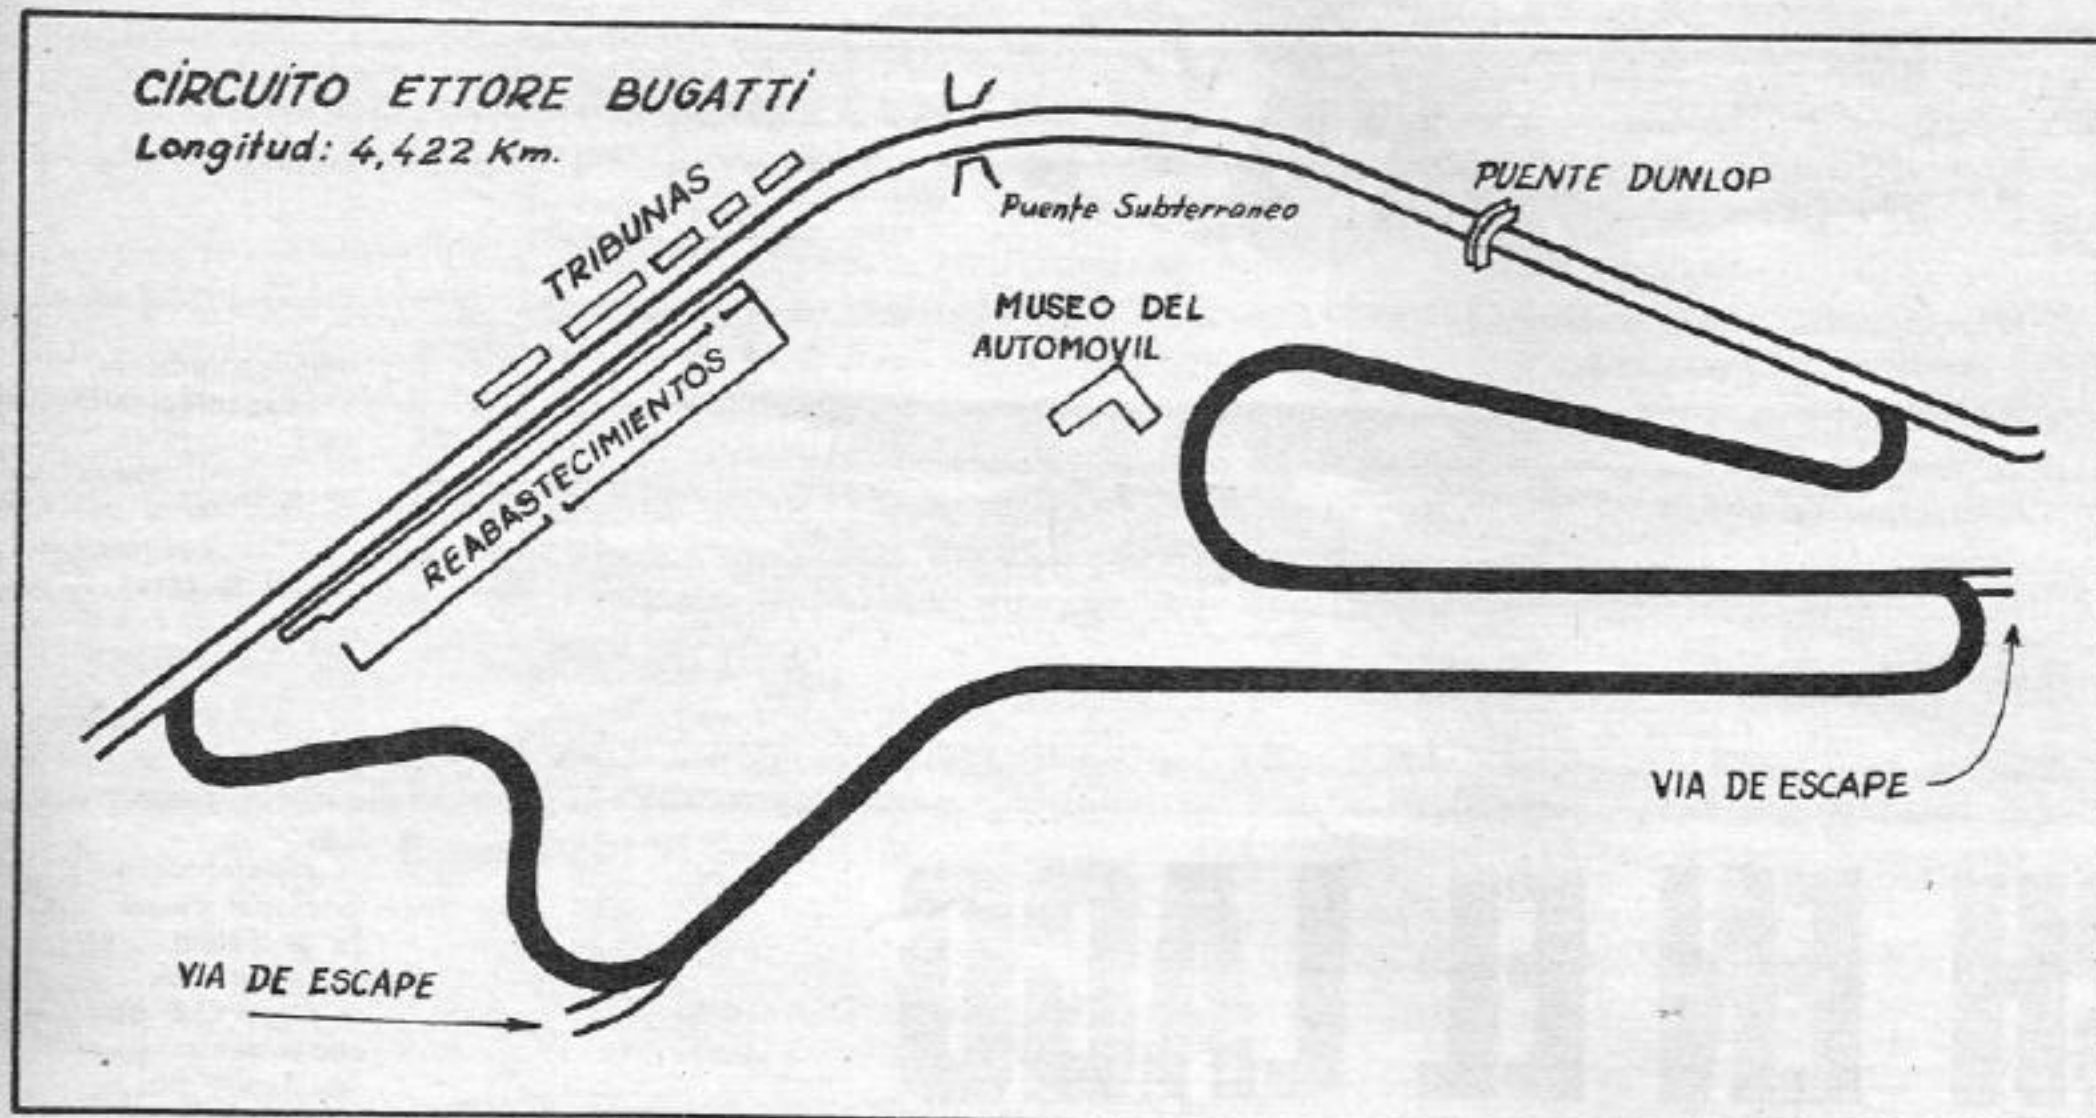 CIRCUITO ETTORE BUGATTI
Longitud: 4,422 Km.
TRIBUNAS
PUENTE DUNLOP
Puente Subterraneo
MUSEO DEL
AUTOMOVIL
REABASTECIMIENTOS
VIA DE ESCAPE
VIA DE ESCAPE